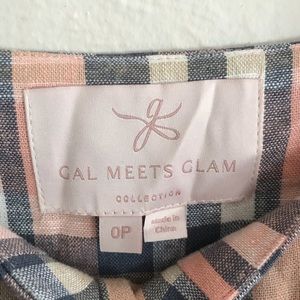 GAL MEETS GLAM
COLLECTION
0P
Made in
China